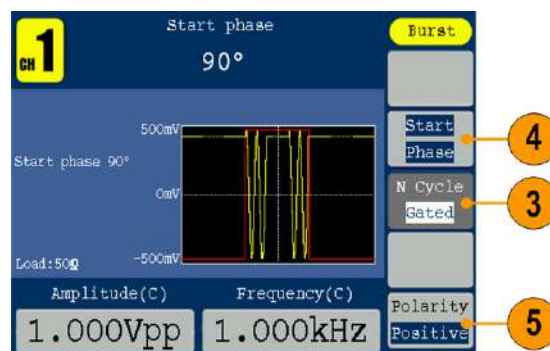 CH 1
Start phase
90°
Burst
Start
Phase
4
N Cycle
Gated
3
500mV
Start phase 90°
0mV
Load:50Ω
-500mV
Amplitude(C)
Frequency(C)
1.000Vpp
1.000kHz
Polarity
Positive
5